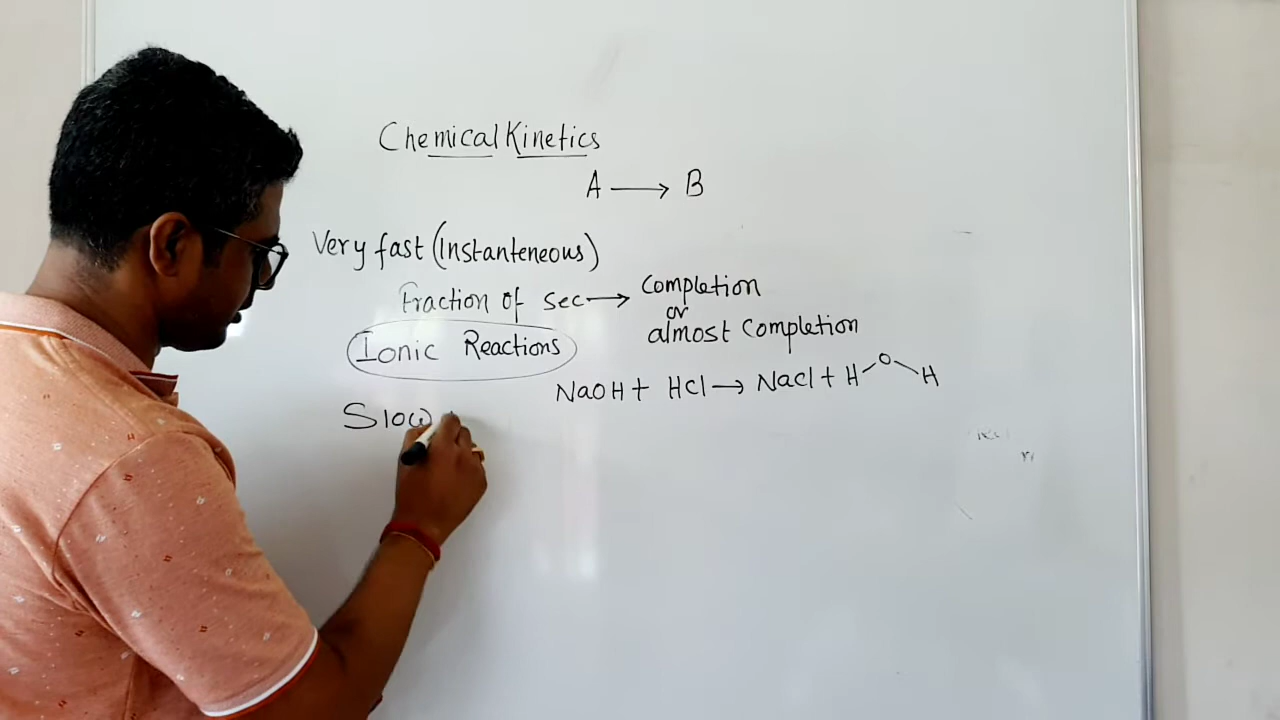 Chemical Kinetics
A → B
Very fast (Instanteneous)
Fraction of sec → Completion
or
almost Completion
Ionic Reactions
NaOH + HCl → NaCl + H-O-H
Slow